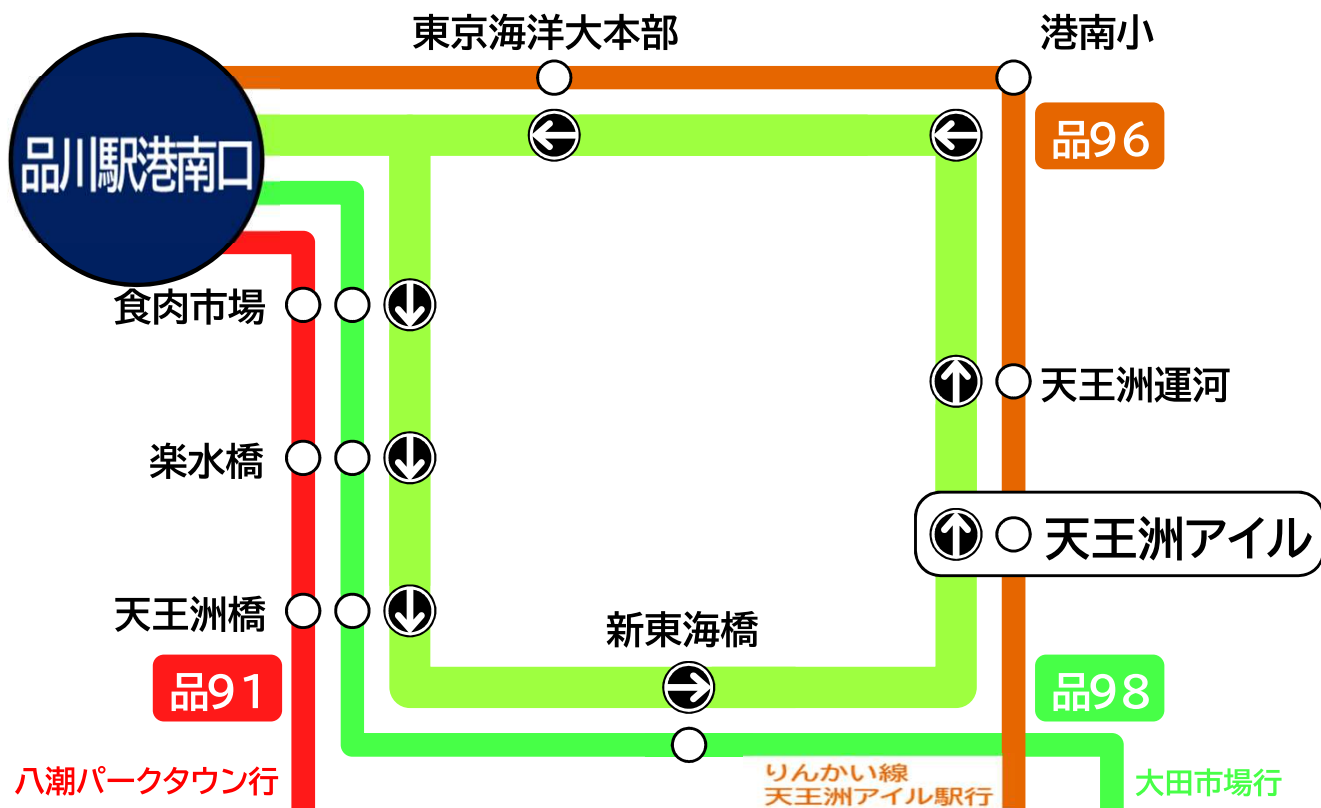 東京海洋大本部
港南小
品96
品川駅港南口
食肉市場
天王洲運河
楽水橋
天王洲アイル
天王洲橋
新東海橋
品91
品98
八潮パークタウン行
りんかい線
天王洲アイル駅行
大田市場行